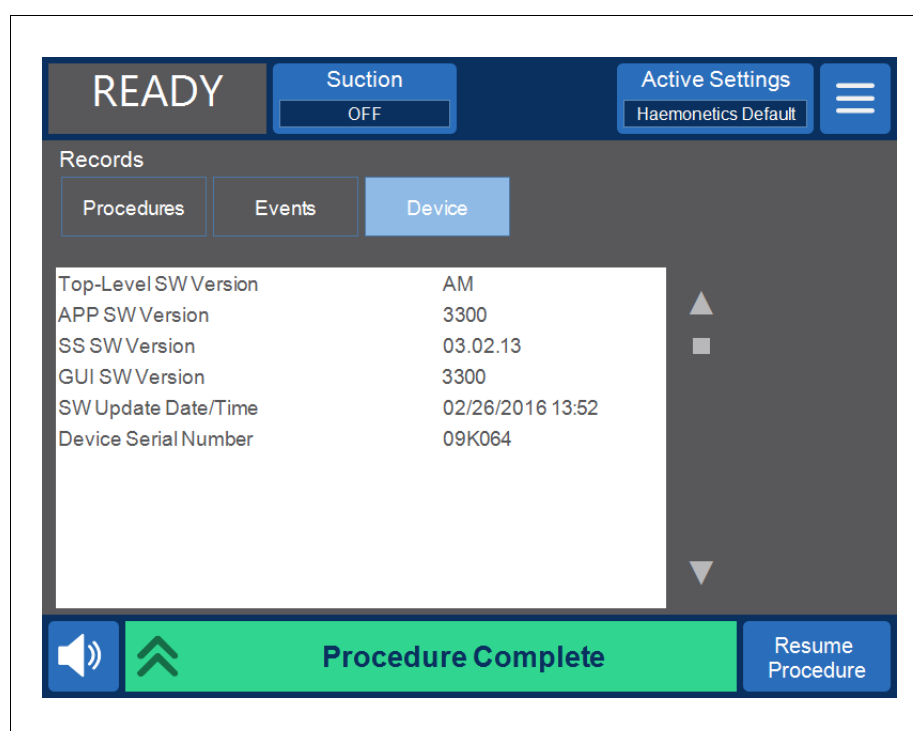 READY
Suction
OFF
Active Settings
Haemonetics Default
Records
Procedures Events Device
Top-Level SW Version AM
APP SW Version 3300
SS SW Version 03.02.13
GUI SW Version 3300
SW Update Date/Time 02/26/2016 13:52
Device Serial Number 09K064
Procedure Complete
Resume
Procedure